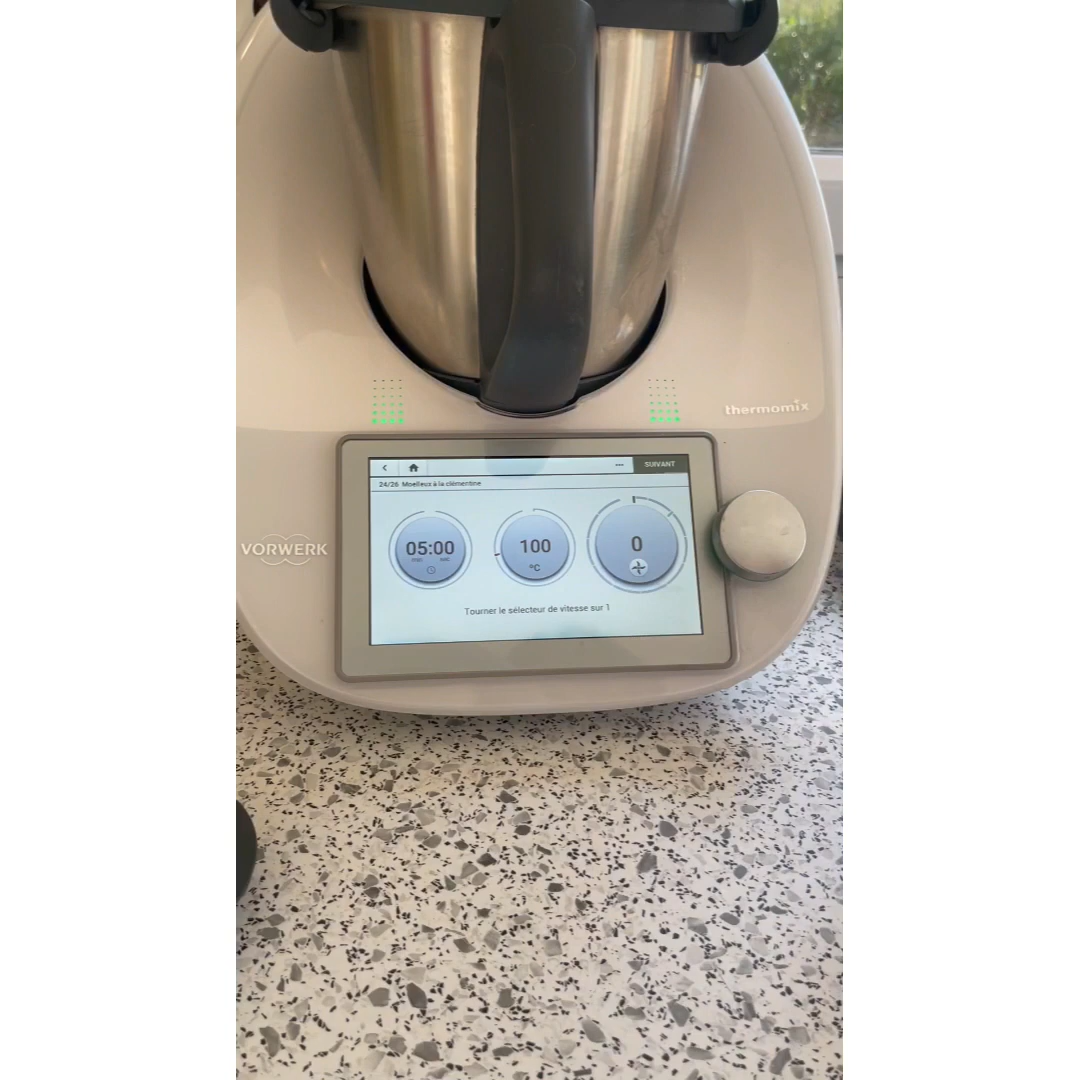 thermomix
VORWERK
SUIVANT
24/26 Moelleux à la clémentine
05:00
min sec
100
°C
0
Tourner le sélecteur de vitesse sur 1